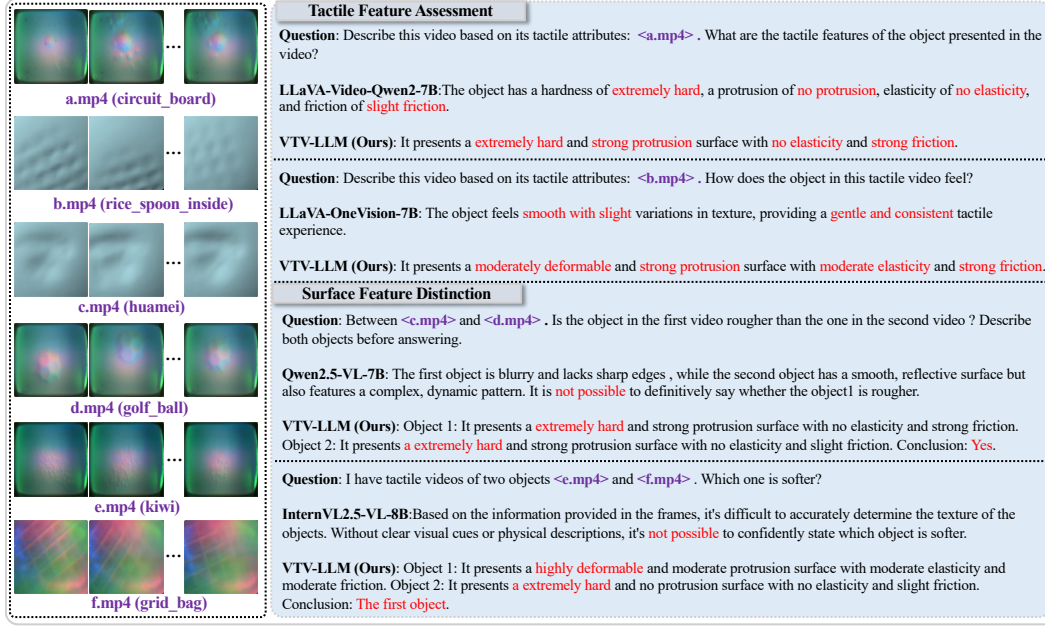 a.mp4 (circuit_board)
b.mp4 (rice_spoon_inside)
c.mp4 (huamei)
d.mp4 (golf_ball)
e.mp4 (kiwi)
f.mp4 (grid_bag)
Tactile Feature Assessment
Question: Describe this video based on its tactile attributes: <a.mp4> . What are the tactile features of the object presented in the
video?
LLaVA-Video-Qwen2-7B:The object has a hardness of extremely hard, a protrusion of no protrusion, elasticity of no elasticity,
and friction of slight friction.
VTV-LLM (Ours): It presents a extremely hard and strong protrusion surface with no elasticity and strong friction.
Question: Describe this video based on its tactile attributes: <b.mp4> . How does the object in this tactile video feel?
LLaVA-OneVision-7B: The object feels smooth with slight variations in texture, providing a gentle and consistent tactile
experience.
VTV-LLM (Ours): It presents a moderately deformable and strong protrusion surface with moderate elasticity and strong friction.
Surface Feature Distinction
Question: Between <c.mp4> and <d.mp4> . Is the object in the first video rougher than the one in the second video ? Describe
both objects before answering.
Qwen2.5-VL-7B: The first object is blurry and lacks sharp edges , while the second object has a smooth, reflective surface but
also features a complex, dynamic pattern. It is not possible to definitively say whether the object1 is rougher.
VTV-LLM (Ours): Object 1: It presents a extremely hard and strong protrusion surface with no elasticity and strong friction.
Object 2: It presents a extremely hard and strong protrusion surface with no elasticity and slight friction. Conclusion: Yes.
Question: I have tactile videos of two objects <e.mp4> and <f.mp4> . Which one is softer?
InternVL2.5-VL-8B:Based on the information provided in the frames, it's difficult to accurately determine the texture of the
objects. Without clear visual cues or physical descriptions, it's not possible to confidently state which object is softer.
VTV-LLM (Ours): Object 1: It presents a highly deformable and moderate protrusion surface with moderate elasticity and
moderate friction. Object 2: It presents a extremely hard and no protrusion surface with no elasticity and slight friction.
Conclusion: The first object.